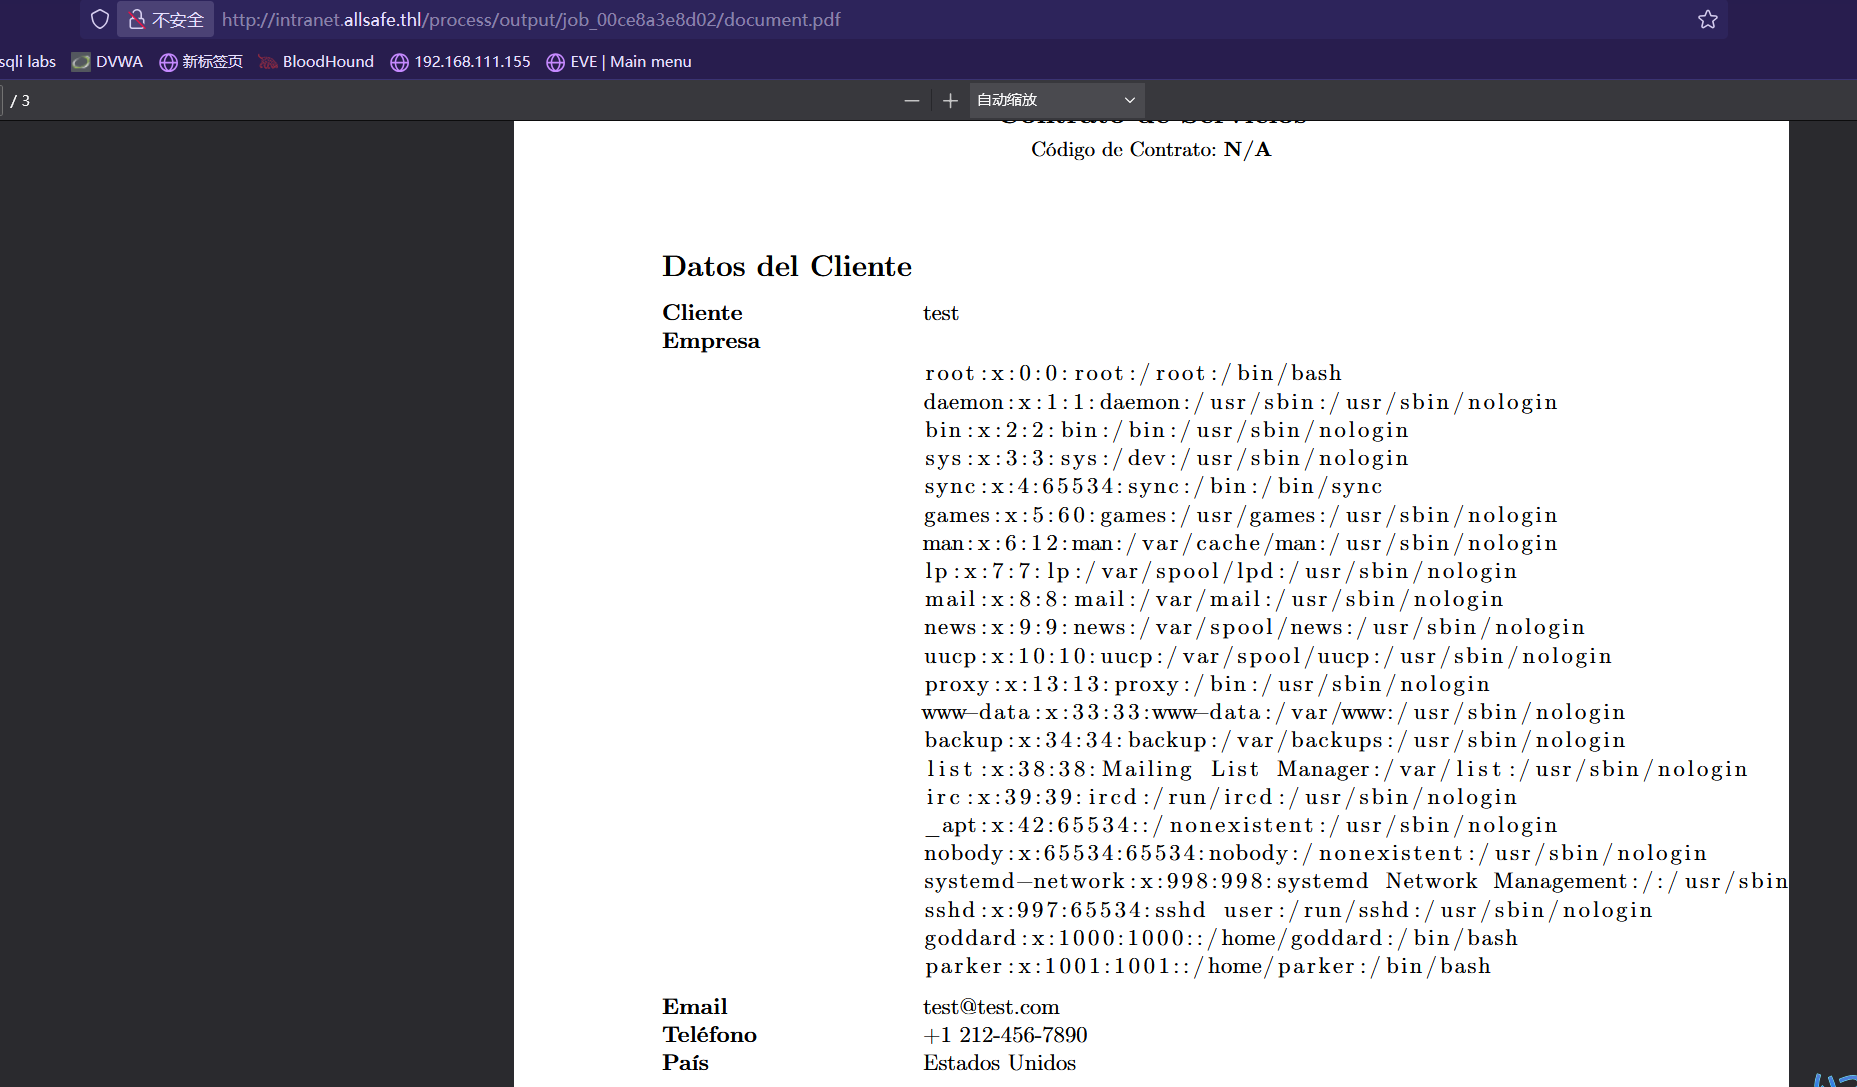 不安全 http://intranet.allsafe.thl/process/output/job_00ce8a3e8d02/document.pdf
sqli labs DVWA 新标签页 BloodHound 192.168.111.155 EVE | Main menu
/ 3 自动缩放
Contrato de Servicios
Código de Contrato: N/A
Datos del Cliente
Cliente test
Empresa
root:x:0:0:root:/root:/bin/bash
daemon:x:1:1:daemon:/usr/sbin:/usr/sbin/nologin
bin:x:2:2:bin:/bin:/usr/sbin/nologin
sys:x:3:3:sys:/dev:/usr/sbin/nologin
sync:x:4:65534:sync:/bin:/bin/sync
games:x:5:60:games:/usr/games:/usr/sbin/nologin
man:x:6:12:man:/var/cache/man:/usr/sbin/nologin
lp:x:7:7:lp:/var/spool/lpd:/usr/sbin/nologin
mail:x:8:8:mail:/var/mail:/usr/sbin/nologin
news:x:9:9:news:/var/spool/news:/usr/sbin/nologin
uucp:x:10:10:uucp:/var/spool/uucp:/usr/sbin/nologin
proxy:x:13:13:proxy:/bin:/usr/sbin/nologin
www-data:x:33:33:www-data:/var/www:/usr/sbin/nologin
backup:x:34:34:backup:/var/backups:/usr/sbin/nologin
list:x:38:38:Mailing List Manager:/var/list:/usr/sbin/nologin
irc:x:39:39:ircd:/run/ircd:/usr/sbin/nologin
_apt:x:42:65534::/nonexistent:/usr/sbin/nologin
nobody:x:65534:65534:nobody:/nonexistent:/usr/sbin/nologin
systemd-network:x:998:998:systemd Network Management:/:/usr/sbin
sshd:x:997:65534:sshd user:/run/sshd:/usr/sbin/nologin
goddard:x:1000:1000::/home/goddard:/bin/bash
parker:x:1001:1001::/home/parker:/bin/bash
Email test@test.com
Teléfono +1 212-456-7890
País Estados Unidos